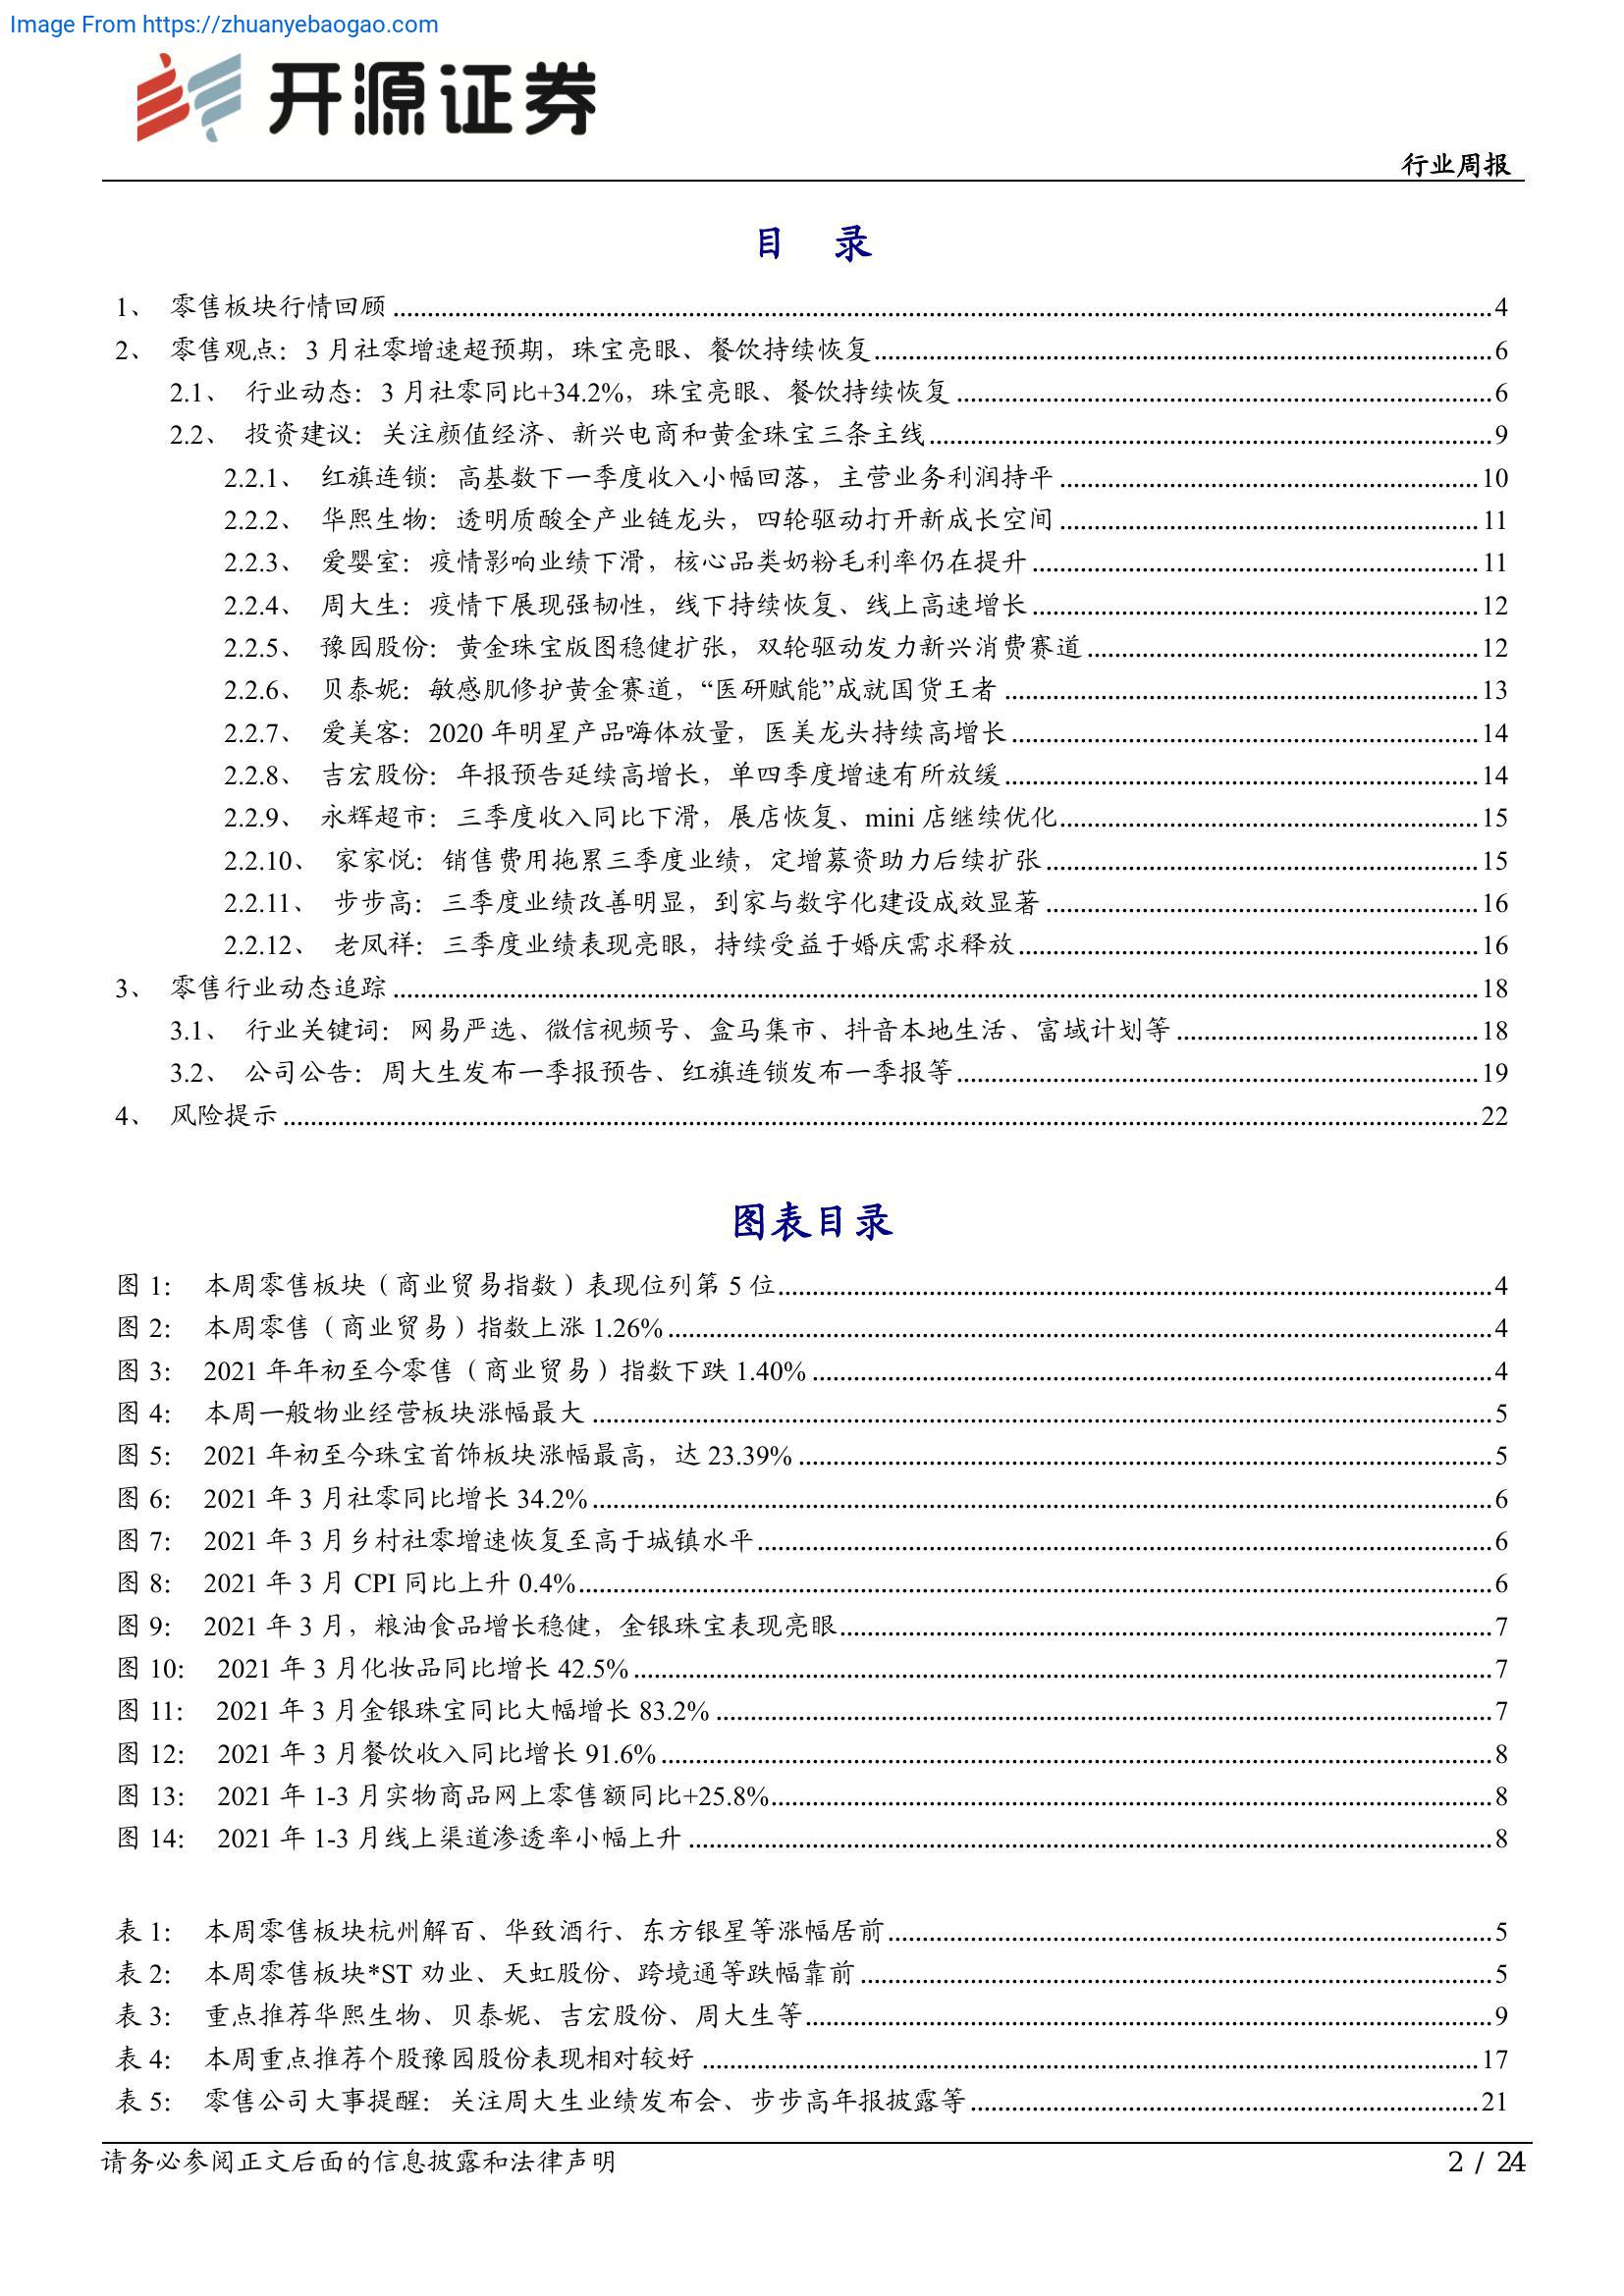 Image From https://zhuanyebaogao.com
开源证券
行业周报
目 录
1、 零售板块行情回顾 4
2、 零售观点：3 月社零增速超预期，珠宝亮眼、餐饮持续恢复 6
2.1、 行业动态：3 月社零同比+34.2%，珠宝亮眼、餐饮持续恢复 6
2.2、 投资建议：关注颜值经济、新兴电商和黄金珠宝三条主线 9
2.2.1、 红旗连锁：高基数下一季度收入小幅回落，主营业务利润持平 10
2.2.2、 华熙生物：透明质酸全产业链龙头，四轮驱动打开新成长空间 11
2.2.3、 爱婴室：疫情影响业绩下滑，核心品类奶粉毛利率仍在提升 11
2.2.4、 周大生：疫情下展现强韧性，线下持续恢复、线上高速增长 12
2.2.5、 豫园股份：黄金珠宝版图稳健扩张，双轮驱动发力新兴消费赛道 12
2.2.6、 贝泰妮：敏感肌修护黄金赛道，“医研赋能”成就国货王者 13
2.2.7、 爱美客：2020 年明星产品嗨体放量，医美龙头持续高增长 14
2.2.8、 吉宏股份：年报预告延续高增长，单四季度增速有所放缓 14
2.2.9、 永辉超市：三季度收入同比下滑，展店恢复、mini 店继续优化 15
2.2.10、 家家悦：销售费用拖累三季度业绩，定增募资助力后续扩张 15
2.2.11、 步步高：三季度业绩改善明显，到家与数字化建设成效显著 16
2.2.12、 老凤祥：三季度业绩表现亮眼，持续受益于婚庆需求释放 16
3、 零售行业动态追踪 18
3.1、 行业关键词：网易严选、微信视频号、盒马集市、抖音本地生活、富域计划等 18
3.2、 公司公告：周大生发布一季报预告、红旗连锁发布一季报等 19
4、 风险提示 22
图表目录
图 1： 本周零售板块（商业贸易指数）表现位列第 5 位 4
图 2： 本周零售（商业贸易）指数上涨 1.26% 4
图 3： 2021 年年初至今零售（商业贸易）指数下跌 1.40% 4
图 4： 本周一般物业经营板块涨幅最大 5
图 5： 2021 年初至今珠宝首饰板块涨幅最高，达 23.39% 5
图 6： 2021 年 3 月社零同比增长 34.2% 6
图 7： 2021 年 3 月乡村社零增速恢复至高于城镇水平 6
图 8： 2021 年 3 月 CPI 同比上升 0.4% 6
图 9： 2021 年 3 月，粮油食品增长稳健，金银珠宝表现亮眼 7
图 10： 2021 年 3 月化妆品同比增长 42.5% 7
图 11： 2021 年 3 月金银珠宝同比大幅增长 83.2% 7
图 12： 2021 年 3 月餐饮收入同比增长 91.6% 8
图 13： 2021 年 1-3 月实物商品网上零售额同比+25.8% 8
图 14： 2021 年 1-3 月线上渠道渗透率小幅上升 8
表 1： 本周零售板块杭州解百、华致酒行、东方银星等涨幅居前 5
表 2： 本周零售板块*ST 劝业、天虹股份、跨境通等跌幅靠前 5
表 3： 重点推荐华熙生物、贝泰妮、吉宏股份、周大生等 9
表 4： 本周重点推荐个股豫园股份表现相对较好 17
表 5： 零售公司大事提醒：关注周大生业绩发布会、步步高年报披露等 21
请务必参阅正文后面的信息披露和法律声明 2 / 24